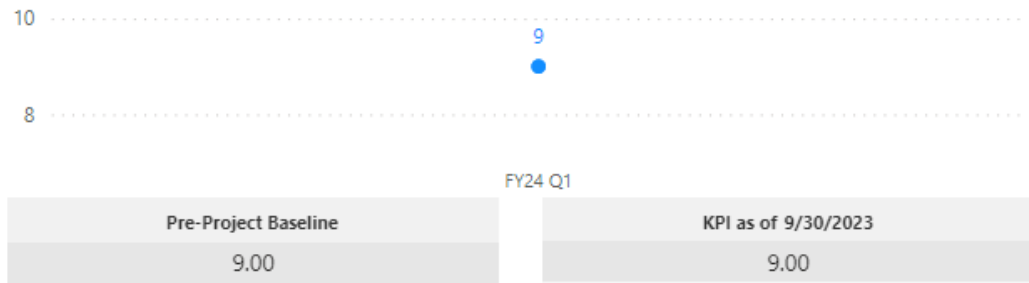 10
9
8
FY24 Q1
Pre-Project Baseline
KPI as of 9/30/2023
9.00
9.00